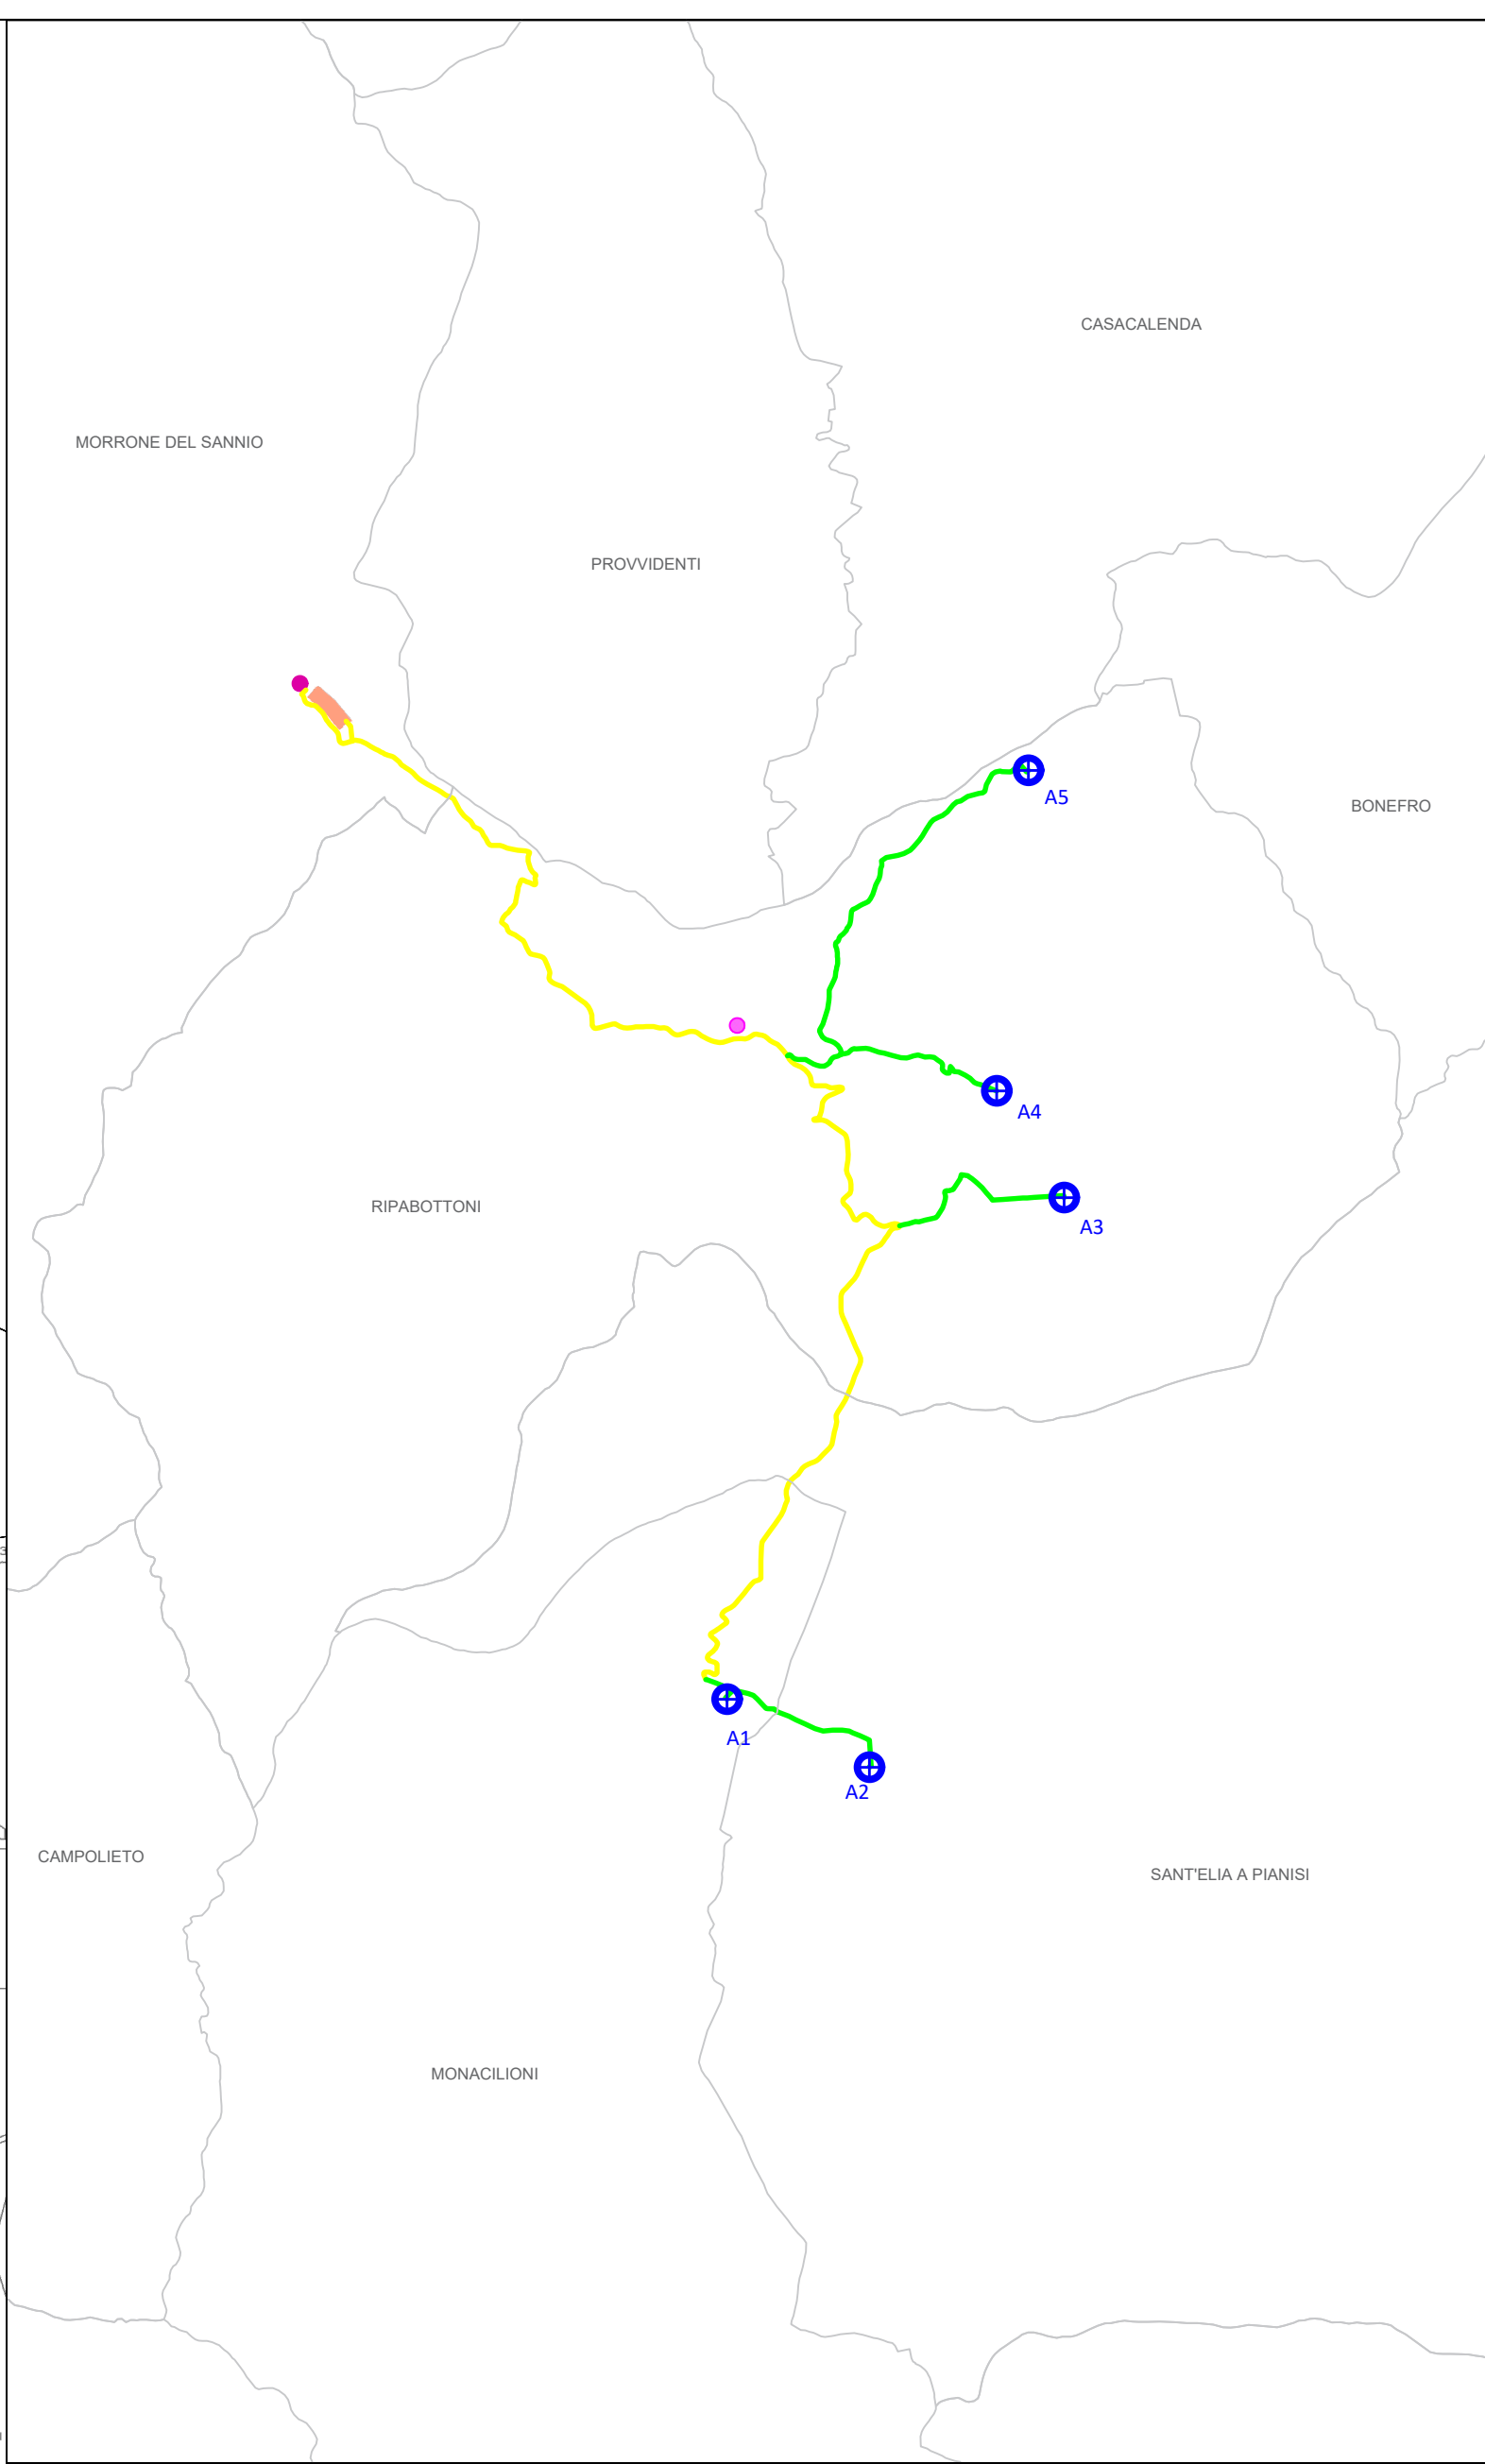 CASACALENDA
MORRONE DEL SANNIO
PROVVIDENTI
A5
BONEFRO
A4
RIPABOTTONI
A3
A1
A2
CAMPOLIETO
SANT'ELIA A PIANISI
MONACILIONI